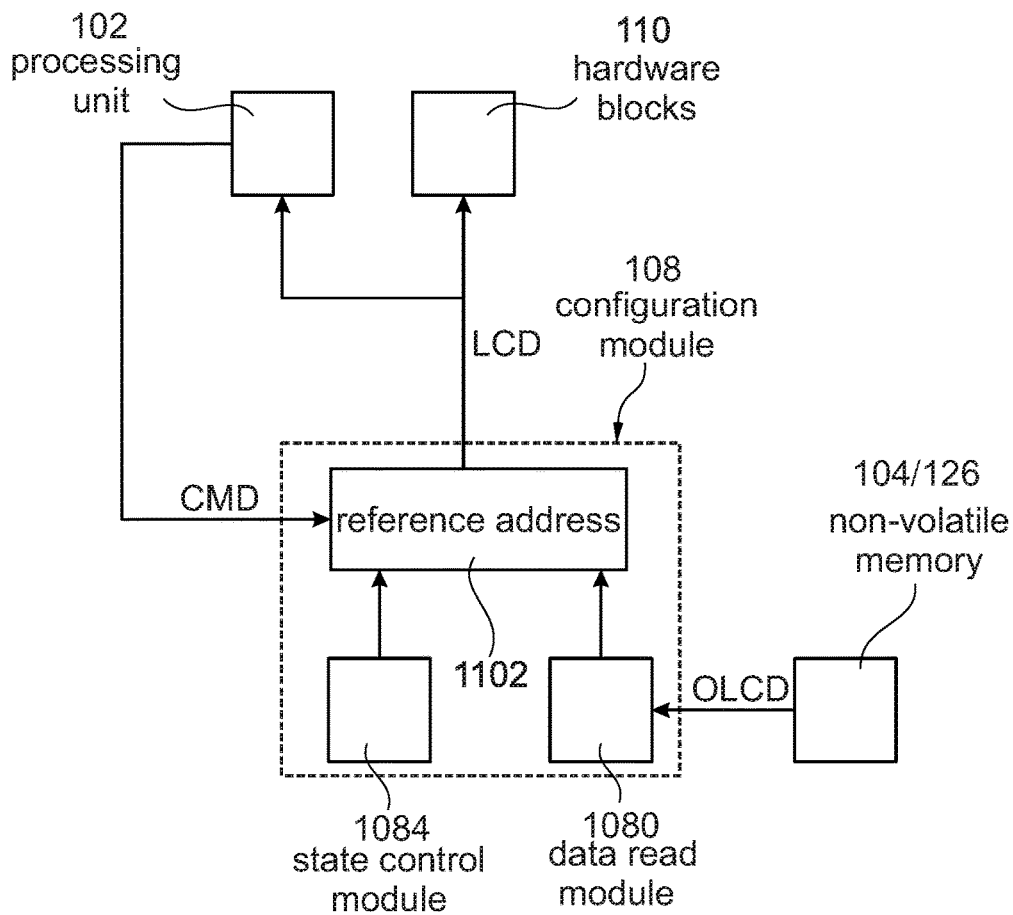 102
processing
unit
110
hardware
blocks
108
configuration
module
LCD
CMD
reference address
104/126
non-volatile
memory
1102
OLCD
1084
state control
module
1080
data read
module